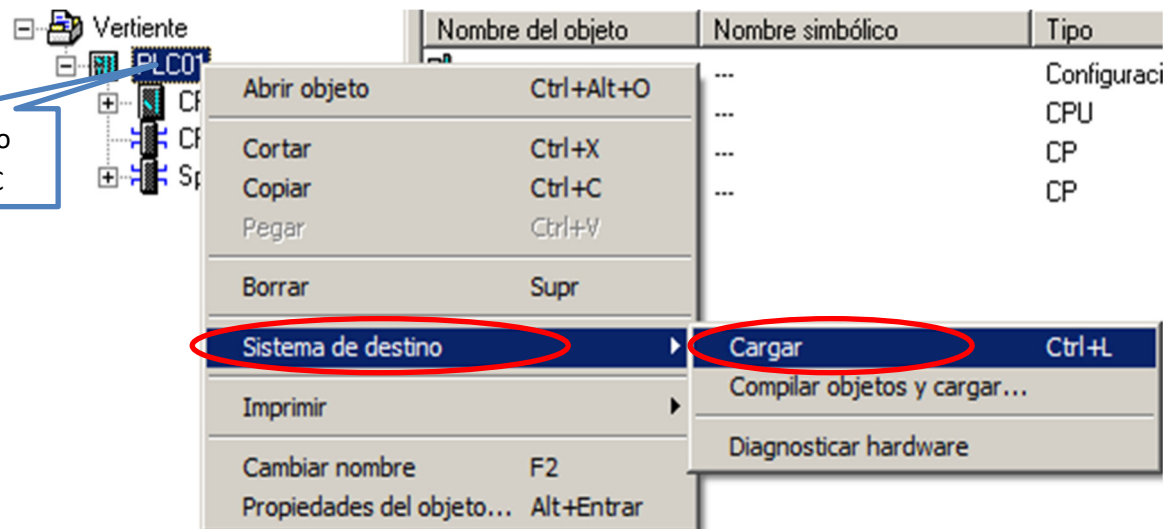 Vertiente
Nombre del objeto Nombre simbólico Tipo
PLC01
---
Abrir objeto Ctrl+Alt+O
---
CPU
Cortar Ctrl+X
---
CP
Copiar Ctrl+C
---
CP
Pegar Ctrl+V
Borrar Supr
Sistema de destino
Cargar Ctrl+L
Compilar objetos y cargar...
Diagnosticar hardware
Imprimir
Cambiar nombre F2
Propiedades del objeto... Alt+Entrar